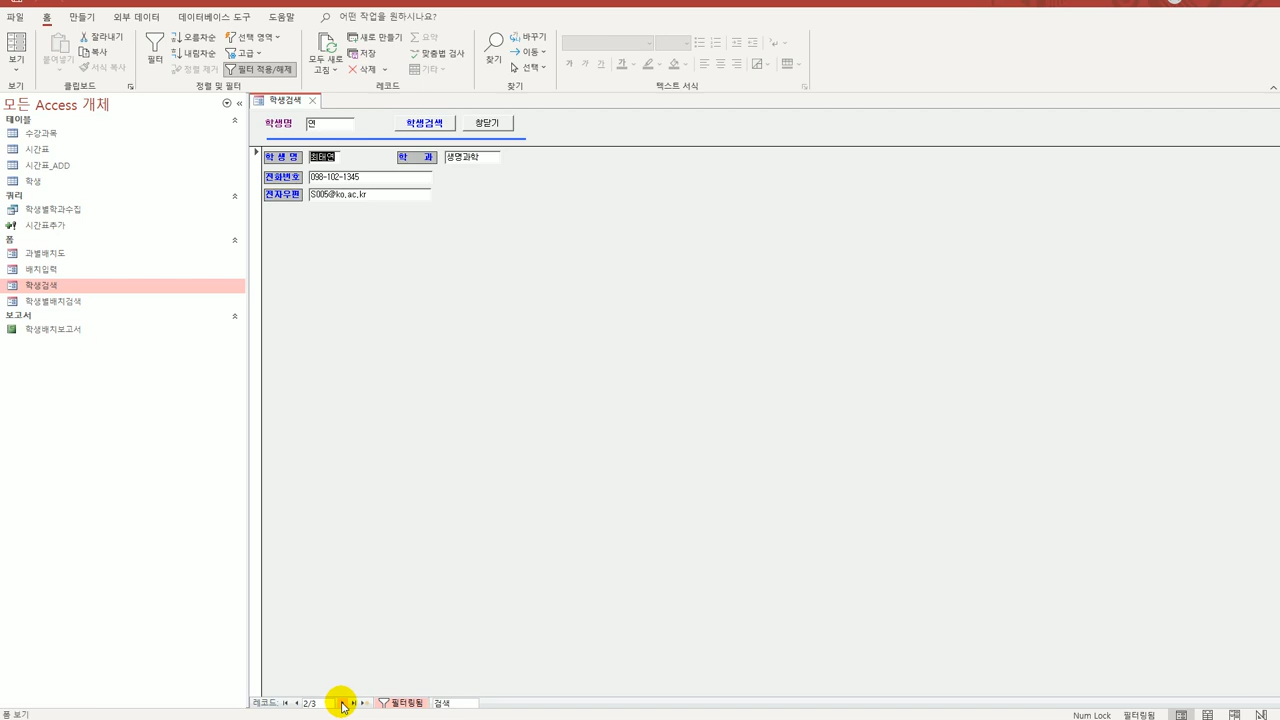 파일 홈 만들기 외부 데이터 데이터베이스 도구 도움말 어떤 작업을 원하시나요?
보기 붙여넣기 잘라내기 복사 서식 복사
필터 오름차순 내림차순 정렬 제거 선택 영역 고급 필터 적용/해제
모두 새로 고침 새로 만들기 저장 삭제 요약 맞춤법 검사 기타
찾기 바꾸기 이동 선택
보기 클립보드 정렬 및 필터 레코드 찾기 텍스트 서식
모든 Access 개체
테이블
수강과목
시간표
시간표_ADD
학생
쿼리
학생별학과수집
시간표추가
폼
과별배치도
배치입력
학생검색
학생별배치검색
보고서
학생배치보고서
학생검색
학생명 연 학생검색 창닫기
학 생 명 최태연 학 과 생명과학
전화번호 098-102-1345
전자우편 S005@ko.ac.kr
레코드: 2/3 필터링됨 검색
폼 보기 Num Lock 필터링됨